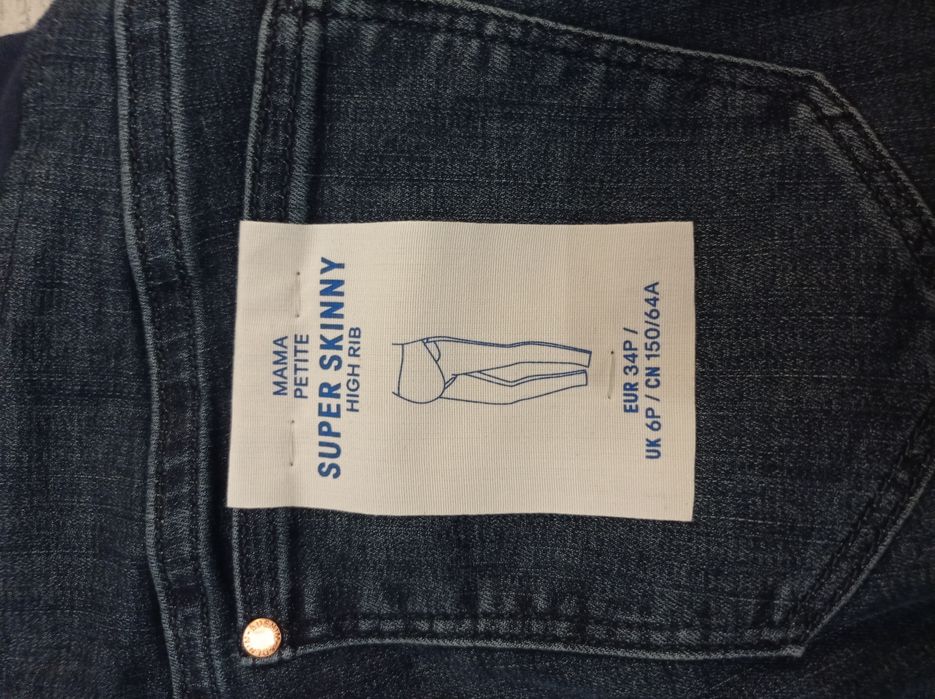 MAMA
PETITE
SUPER SKINNY
HIGH RIB
EUR 34P /
UK 6P / CN 150/64A